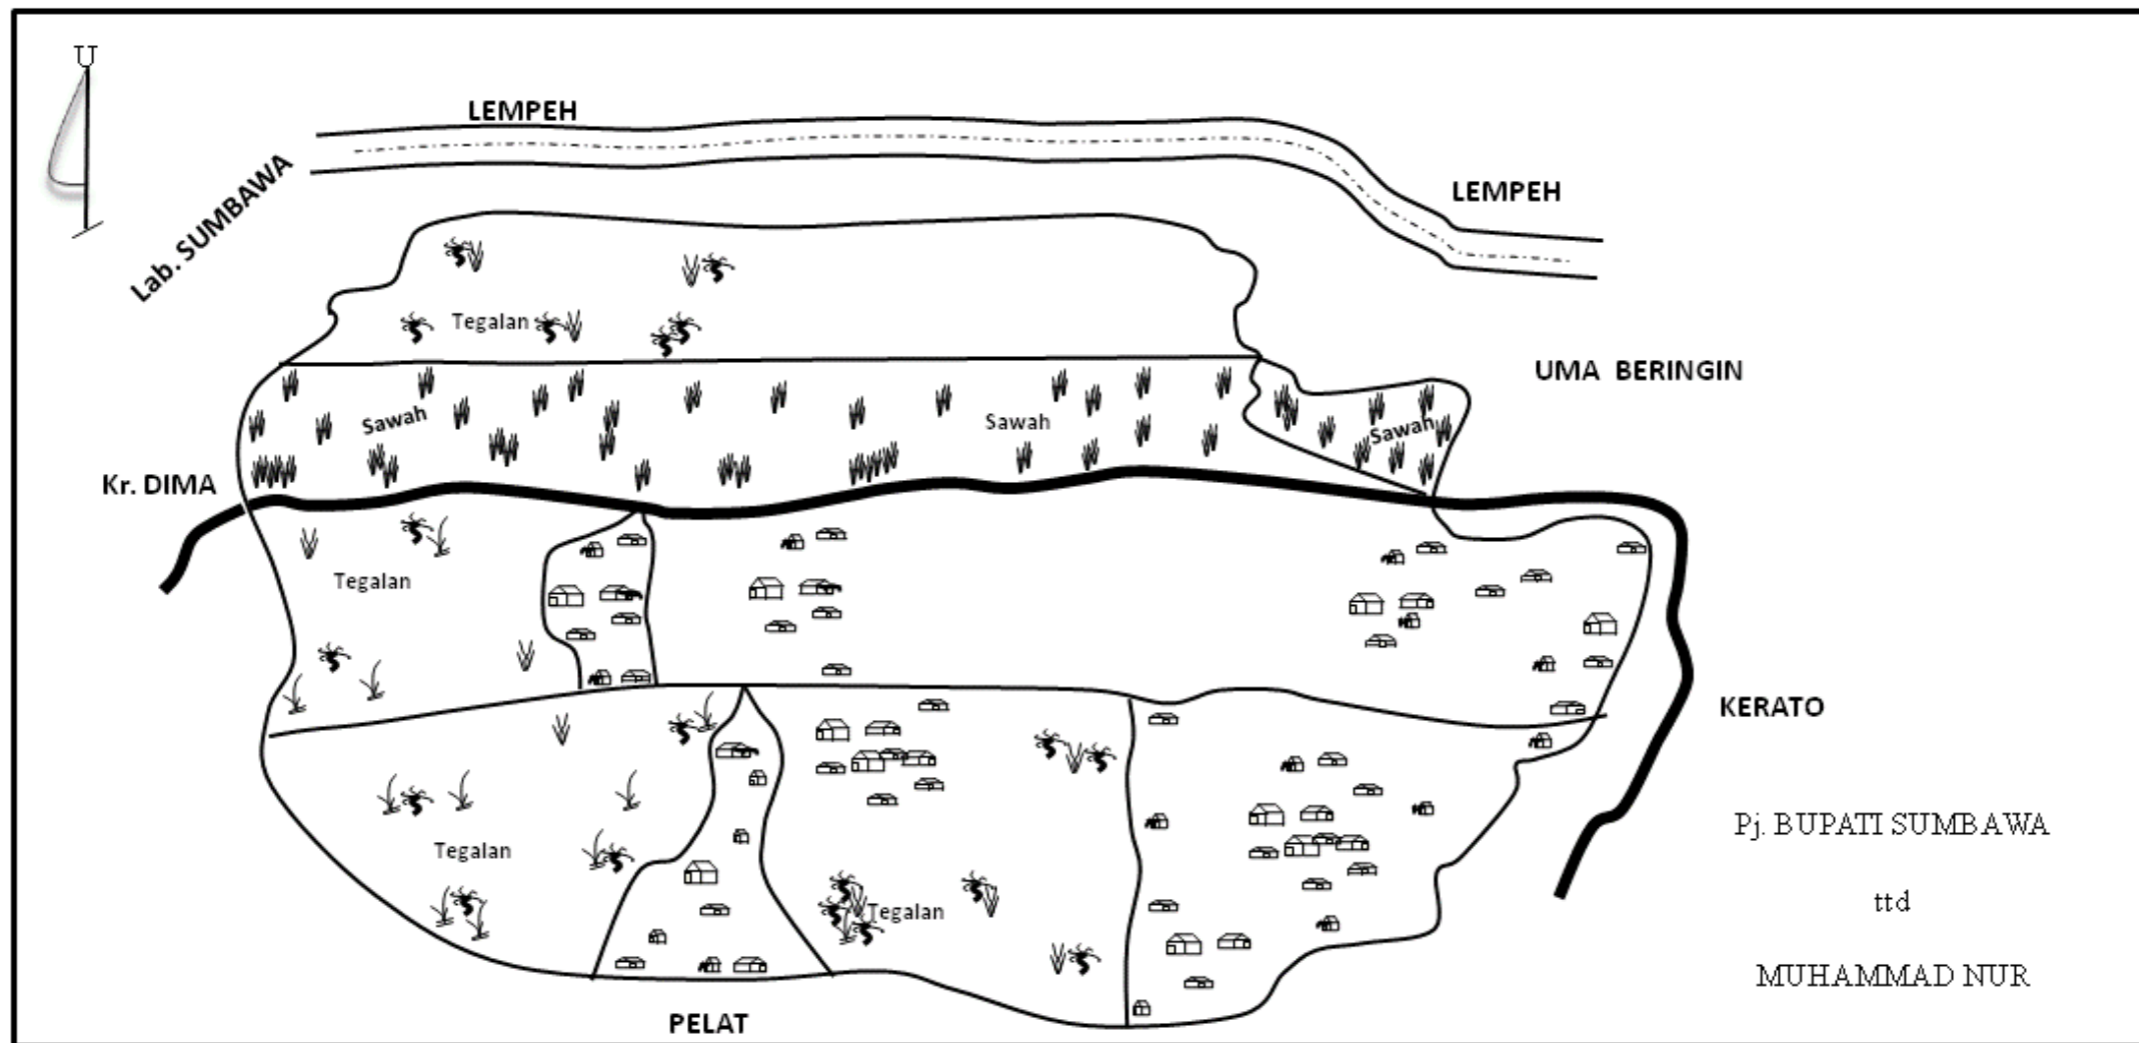 U
LEMPEH
Lab. SUMBAWA
LEMPEH
Tegalan
UMA BERINGIN
Sawah
Sawah
Sawah
Kr. DIMA
Tegalan
KERATO
Pj. BUPATI SUMBAWA
Tegalan
ttd
Tegalan
MUHAMMAD NUR
PELAT